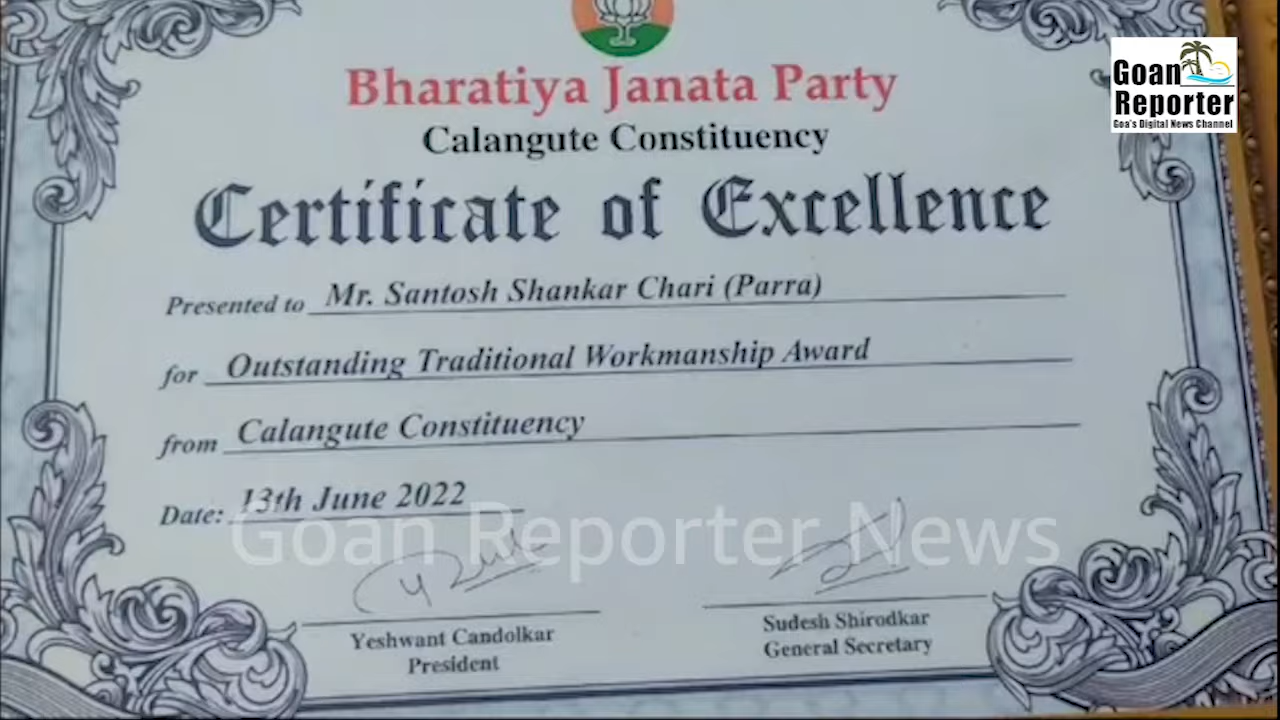 Goan
Reporter
Goa's Digital News Channel
Bharatiya Janata Party
Calangute Constituency
Certificate of Excellence
Presented to Mr. Santosh Shankar Chari (Parra)
for Outstanding Traditional Workmanship Award
from Calangute Constituency
Date: 13th June 2022
Goan Reporter News
Yeshwant Candolkar
President
Sudesh Shirodkar
General Secretary